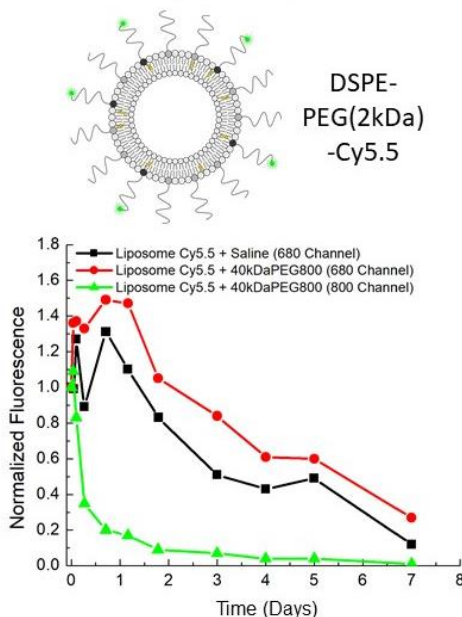 DSPE-
PEG(2kDa)
-Cy5.5
Liposome Cy5.5 + Saline (680 Channel)
Liposome Cy5.5 + 40kDaPEG800 (680 Channel)
Liposome Cy5.5 + 40kDaPEG800 (800 Channel)
Normalized Fluorescence
1.8
1.6
1.4
1.2
1.0
0.8
0.6
0.4
0.2
0.0
0 1 2 3 4 5 6 7 8
Time (Days)